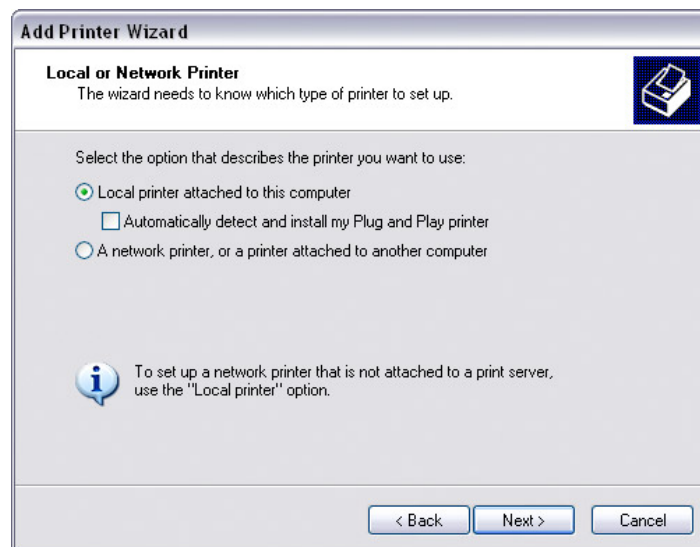 Add Printer Wizard
Local or Network Printer
The wizard needs to know which type of printer to set up.
Select the option that describes the printer you want to use:
Local printer attached to this computer
Automatically detect and install my Plug and Play printer
A network printer, or a printer attached to another computer
To set up a network printer that is not attached to a print server,
use the "Local printer" option.
< Back
Next >
Cancel